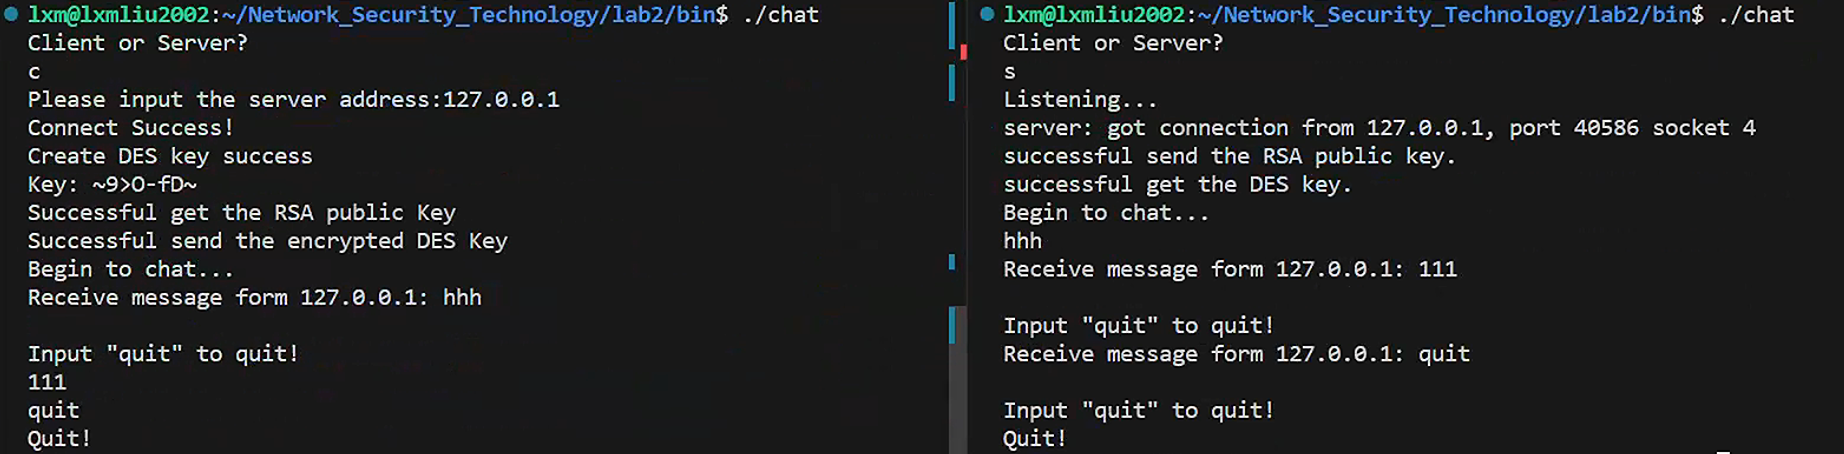 lxm@lxmliu2002:~/Network_Security_Technology/lab2/bin$ ./chat
Client or Server?
c
Please input the server address:127.0.0.1
Connect Success!
Create DES key success
Key: ~9>O-fD~
Successful get the RSA public Key
Successful send the encrypted DES Key
Begin to chat...
Receive message form 127.0.0.1: hhh
Input "quit" to quit!
111
quit
Quit!
lxm@lxmliu2002:~/Network_Security_Technology/lab2/bin$ ./chat
Client or Server?
s
Listening...
server: got connection from 127.0.0.1, port 40586 socket 4
successful send the RSA public key.
successful get the DES key.
Begin to chat...
hhh
Receive message form 127.0.0.1: 111
Input "quit" to quit!
Receive message form 127.0.0.1: quit
Input "quit" to quit!
Quit!